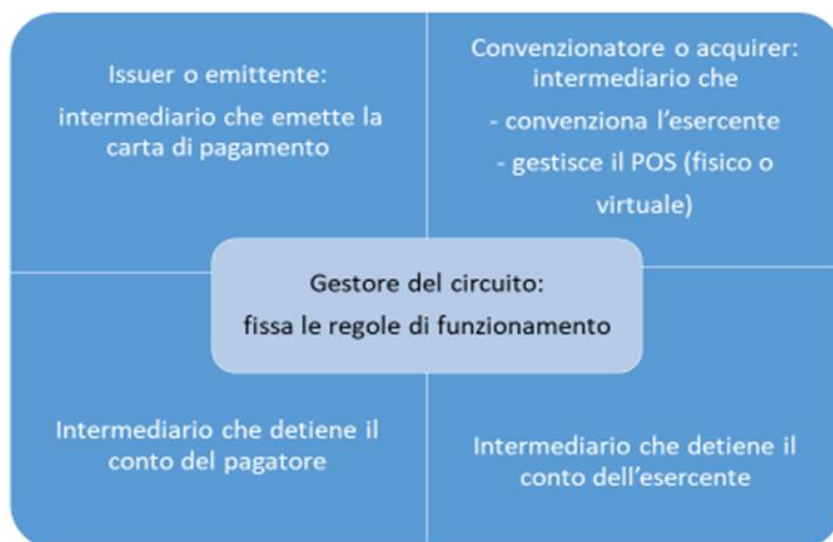 Issuer o emittente:
intermediario che emette la
carta di pagamento
Convenzionatore o acquirer:
intermediario che
- convenziona l'esercente
- gestisce il POS (fisico o
virtuale)
Gestore del circuito:
fissa le regole di funzionamento
Intermediario che detiene il
conto del pagatore
Intermediario che detiene il
conto dell'esercente